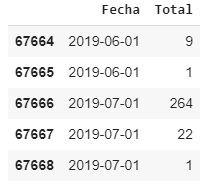 Fecha Total
67664 2019-06-01 9
67665 2019-06-01 1
67666 2019-07-01 264
67667 2019-07-01 22
67668 2019-07-01 1